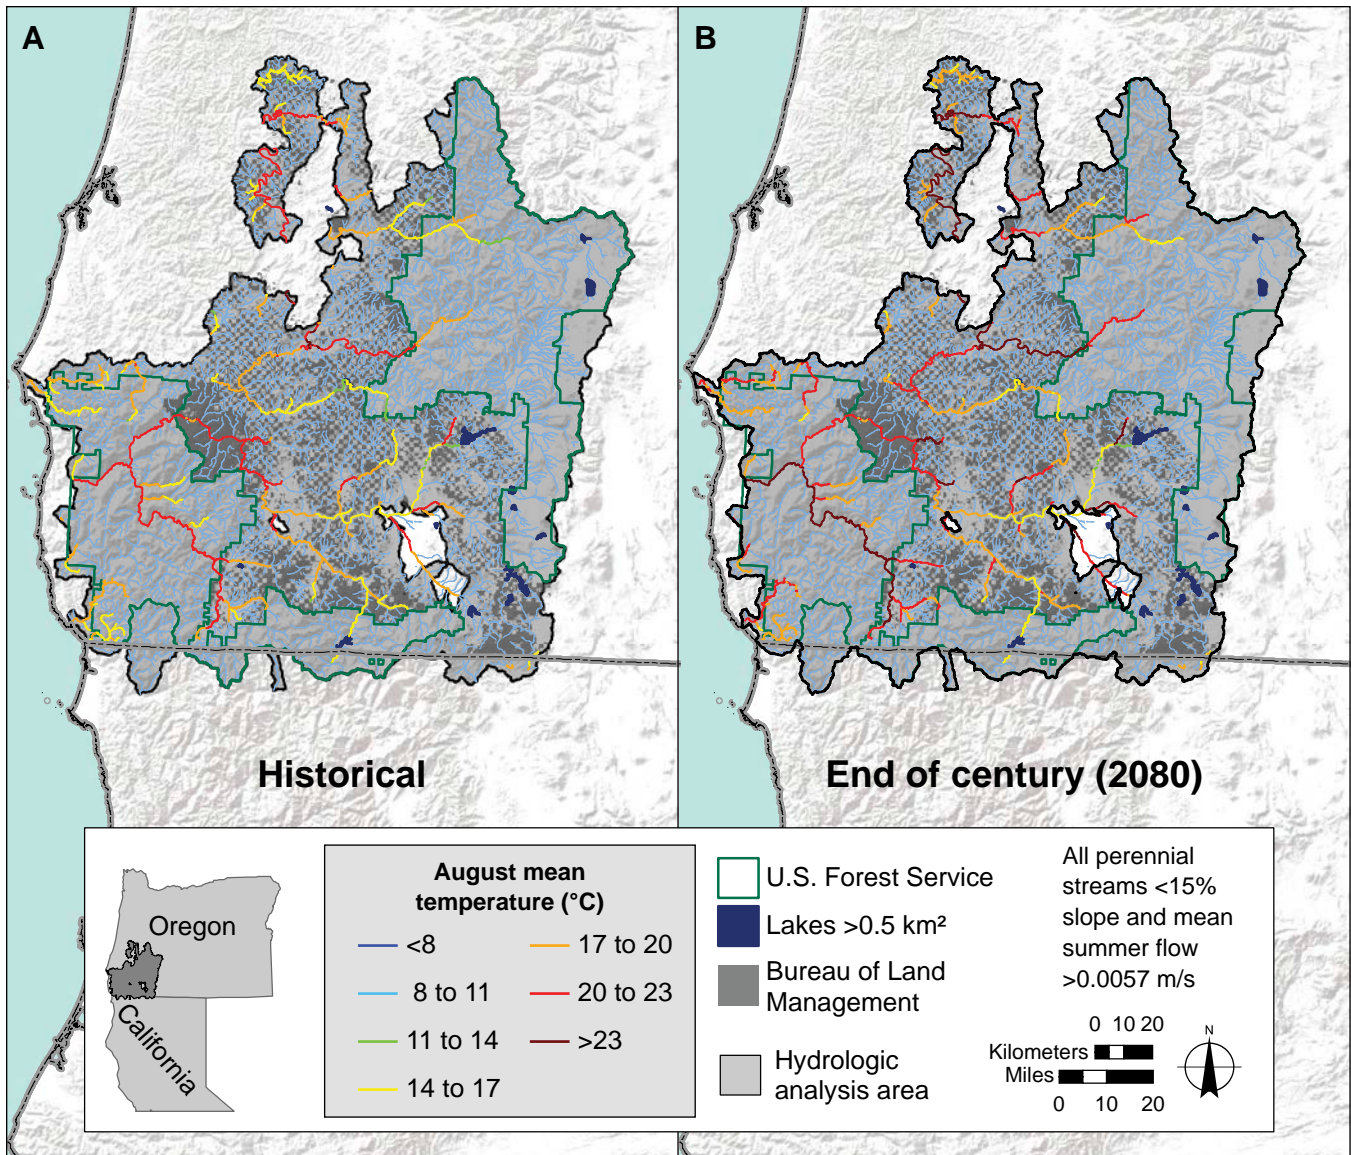 A
B
Historical
End of century (2080)
Oregon
California
August mean
temperature (°C)
<8
8 to 11
11 to 14
14 to 17
17 to 20
20 to 23
>23
U.S. Forest Service
Lakes >0.5 km²
Bureau of Land
Management
Hydrologic
analysis area
All perennial
streams <15%
slope and mean
summer flow
>0.0057 m/s
0 10 20
Kilometers
Miles
0 10 20
N